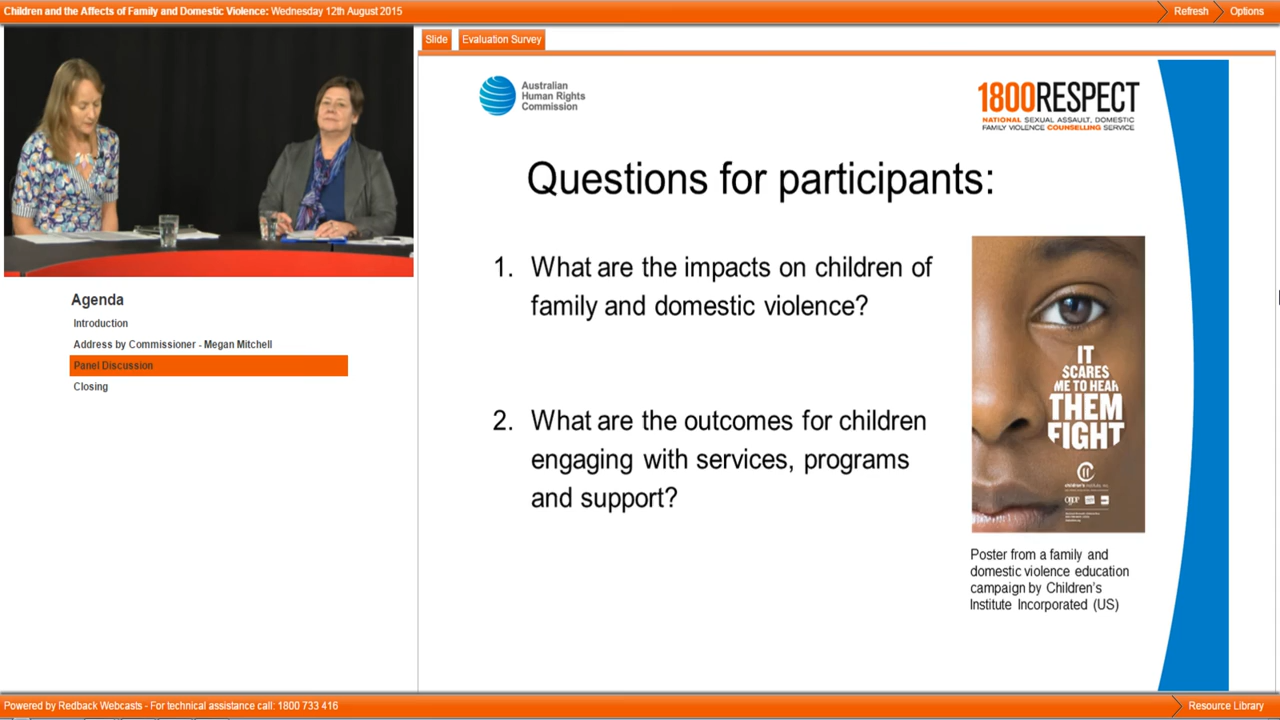 Children and the Affects of Family and Domestic Violence: Wednesday 12th August 2015
Refresh
Options
Slide
Evaluation Survey
Agenda
Introduction
Address by Commissioner - Megan Mitchell
Panel Discussion
Closing
Australian
Human Rights
Commission
1800RESPECT
NATIONAL SEXUAL ASSAULT, DOMESTIC
FAMILY VIOLENCE COUNSELLING SERVICE
Questions for participants:
1. What are the impacts on children of
family and domestic violence?
2. What are the outcomes for children
engaging with services, programs
and support?
IT
SCARES
ME TO HEAR
THEM
FIGHT
Poster from a family and
domestic violence education
campaign by Children's
Institute Incorporated (US)
Powered by Redback Webcasts - For technical assistance call: 1800 733 416
Resource Library